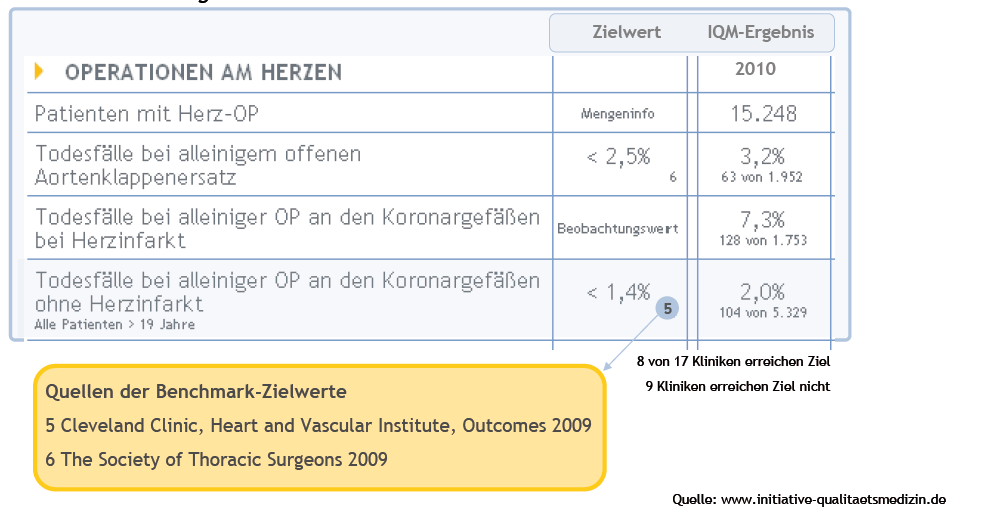 Zielwert IQM-Ergebnis
OPERATIONEN AM HERZEN 2010
Patienten mit Herz-OP Mengeninfo 15.248
Todesfälle bei alleinigem offenen
Aortenklappenersatz
< 2,5%
6
3,2%
63 von 1.952
Todesfälle bei alleiniger OP an den Koronargefäßen
bei Herzinfarkt
Beobachtungswert
7,3%
128 von 1.753
Todesfälle bei alleiniger OP an den Koronargefäßen
ohne Herzinfarkt
Alle Patienten > 19 Jahre
< 1,4%
5
2,0%
104 von 5.329
8 von 17 Kliniken erreichen Ziel
9 Kliniken erreichen Ziel nicht
Quellen der Benchmark-Zielwerte
5 Cleveland Clinic, Heart and Vascular Institute, Outcomes 2009
6 The Society of Thoracic Surgeons 2009
Quelle: www.initiative-qualitaetsmedizin.de